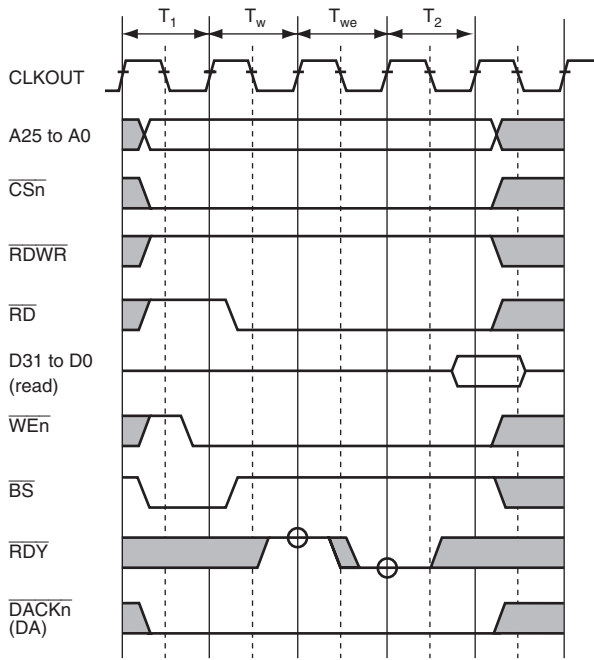 T1 Tw Twe T2
CLKOUT
A25 to A0
CSn
RDWR
RD
D31 to D0
(read)
WEn
BS
RDY
DACKn
(DA)